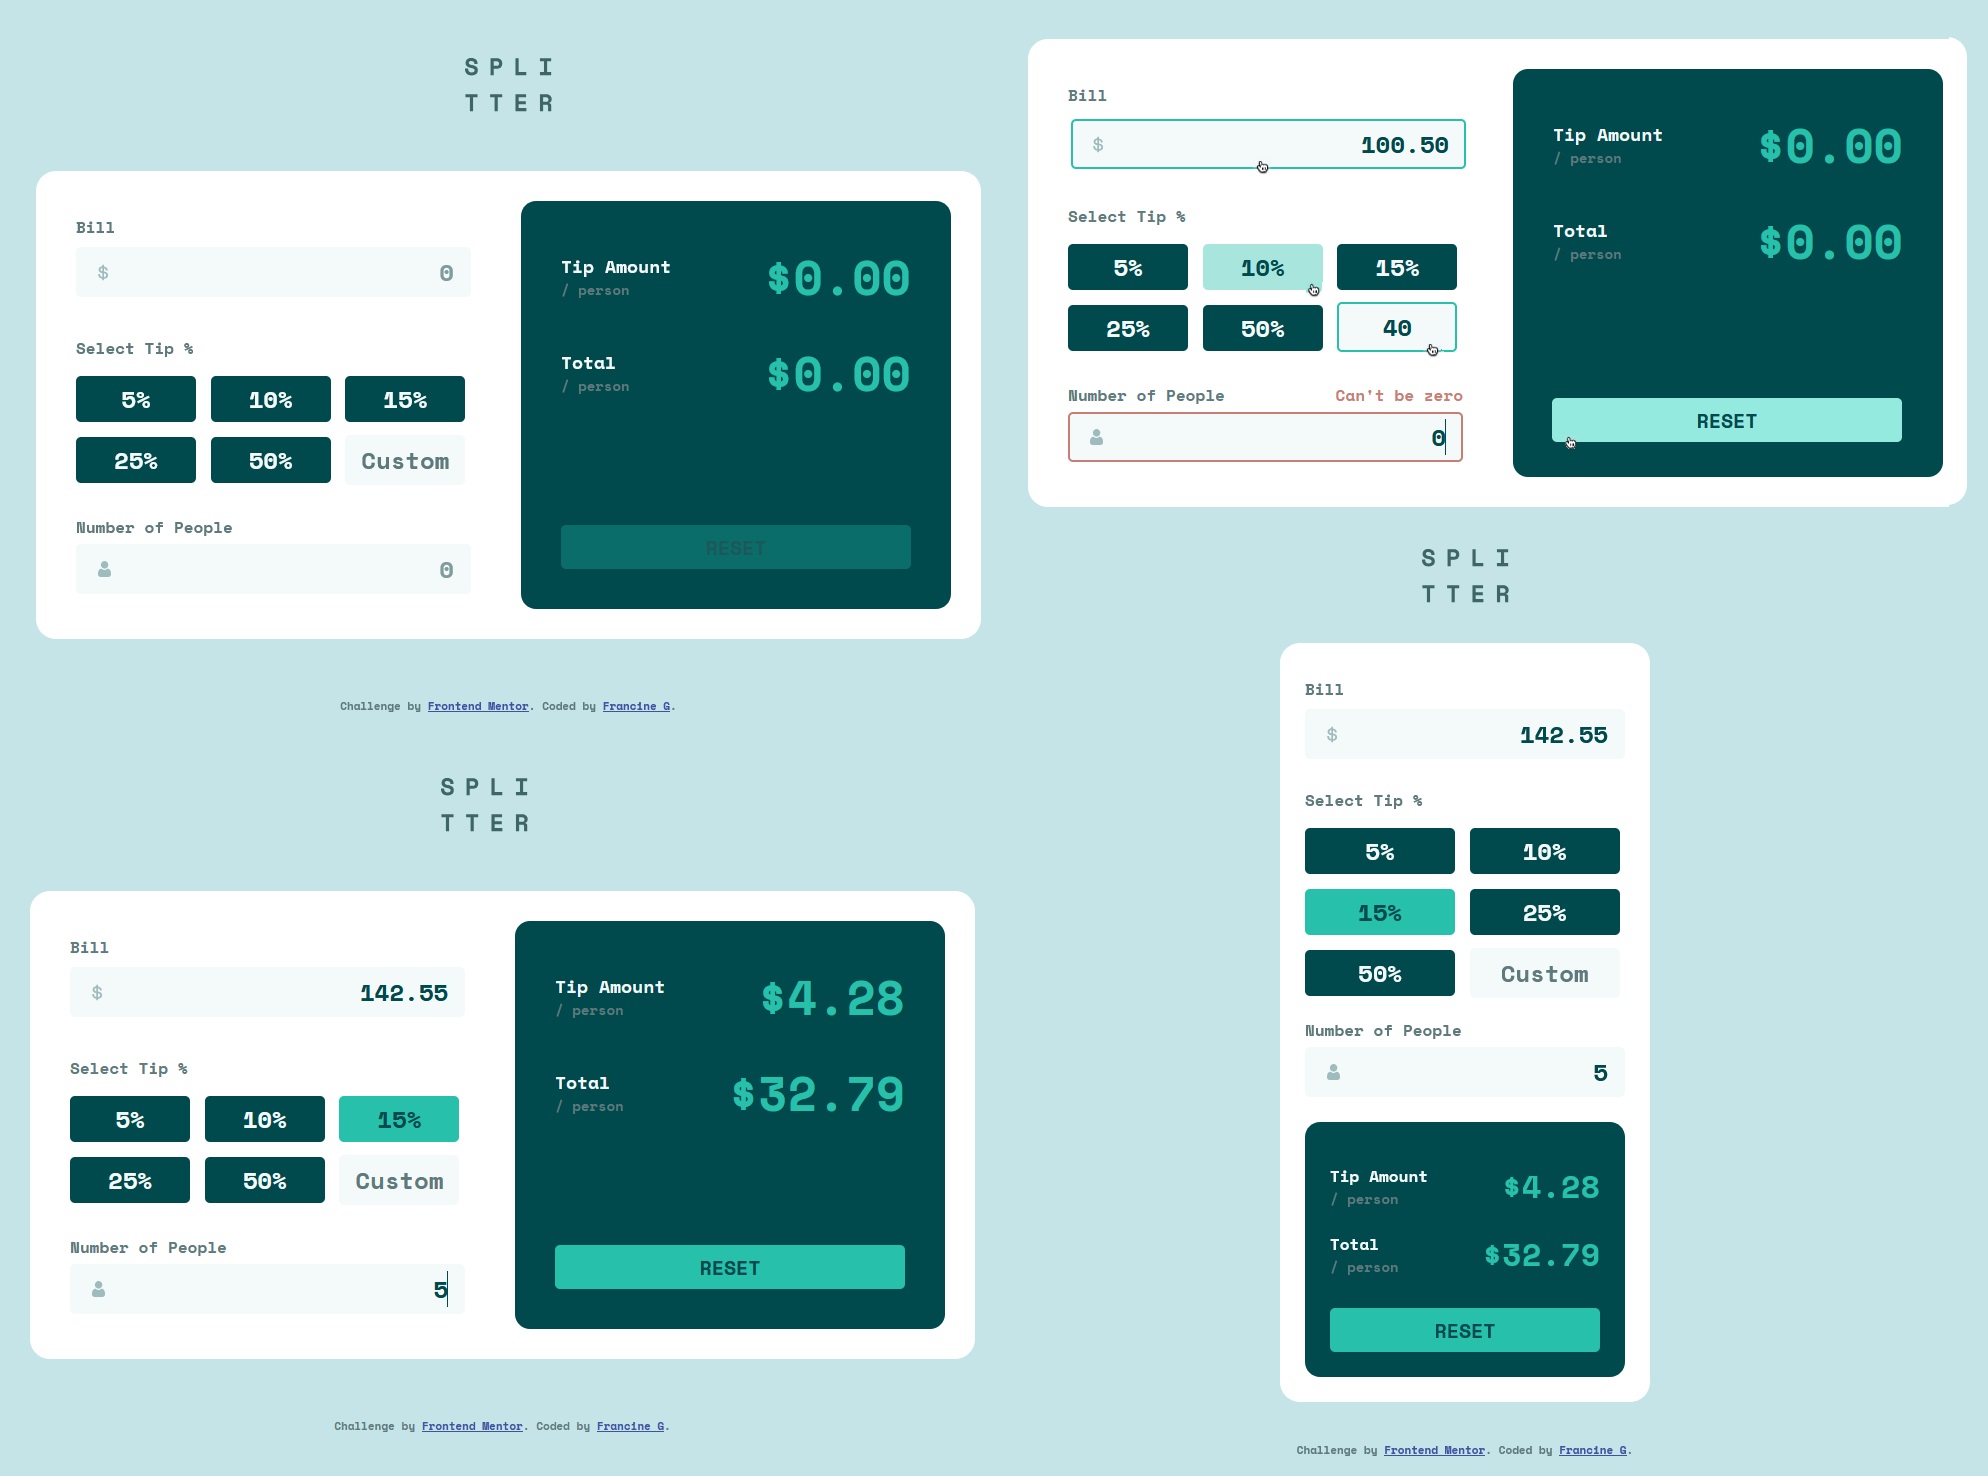 SPLI
TTER
Bill
$ 0
Select Tip %
5% 10% 15%
25% 50% Custom
Number of People
0
Tip Amount $0.00
/ person
Total $0.00
/ person
RESET
Challenge by Frontend Mentor. Coded by Francine G.
Bill
$ 100.50
Select Tip %
5% 10% 15%
25% 50% 40
Number of People Can't be zero
0
Tip Amount $0.00
/ person
Total $0.00
/ person
RESET
SPLI
TTER
Bill
$ 142.55
Select Tip %
5% 10% 15%
25% 50% Custom
Number of People
5
Tip Amount $4.28
/ person
Total $32.79
/ person
RESET
Challenge by Frontend Mentor. Coded by Francine G.
SPLI
TTER
Bill
$ 142.55
Select Tip %
5% 10%
15% 25%
50% Custom
Number of People
5
Tip Amount $4.28
/ person
Total $32.79
/ person
RESET
Challenge by Frontend Mentor. Coded by Francine G.